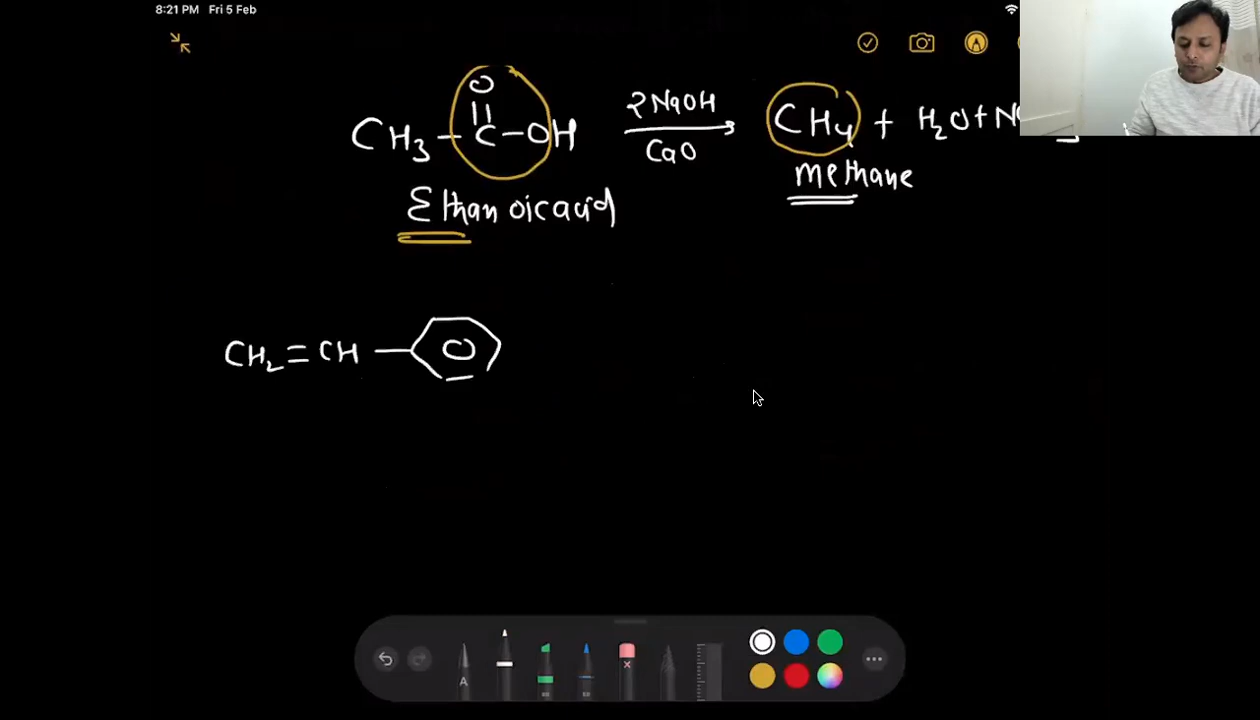 8:21 PM Fri 5 Feb
O
CH₃ – C – OH 2NaOH CH₄ + H₂O + N
CaO
Ethanoicacid methane
CH₂ = CH
A